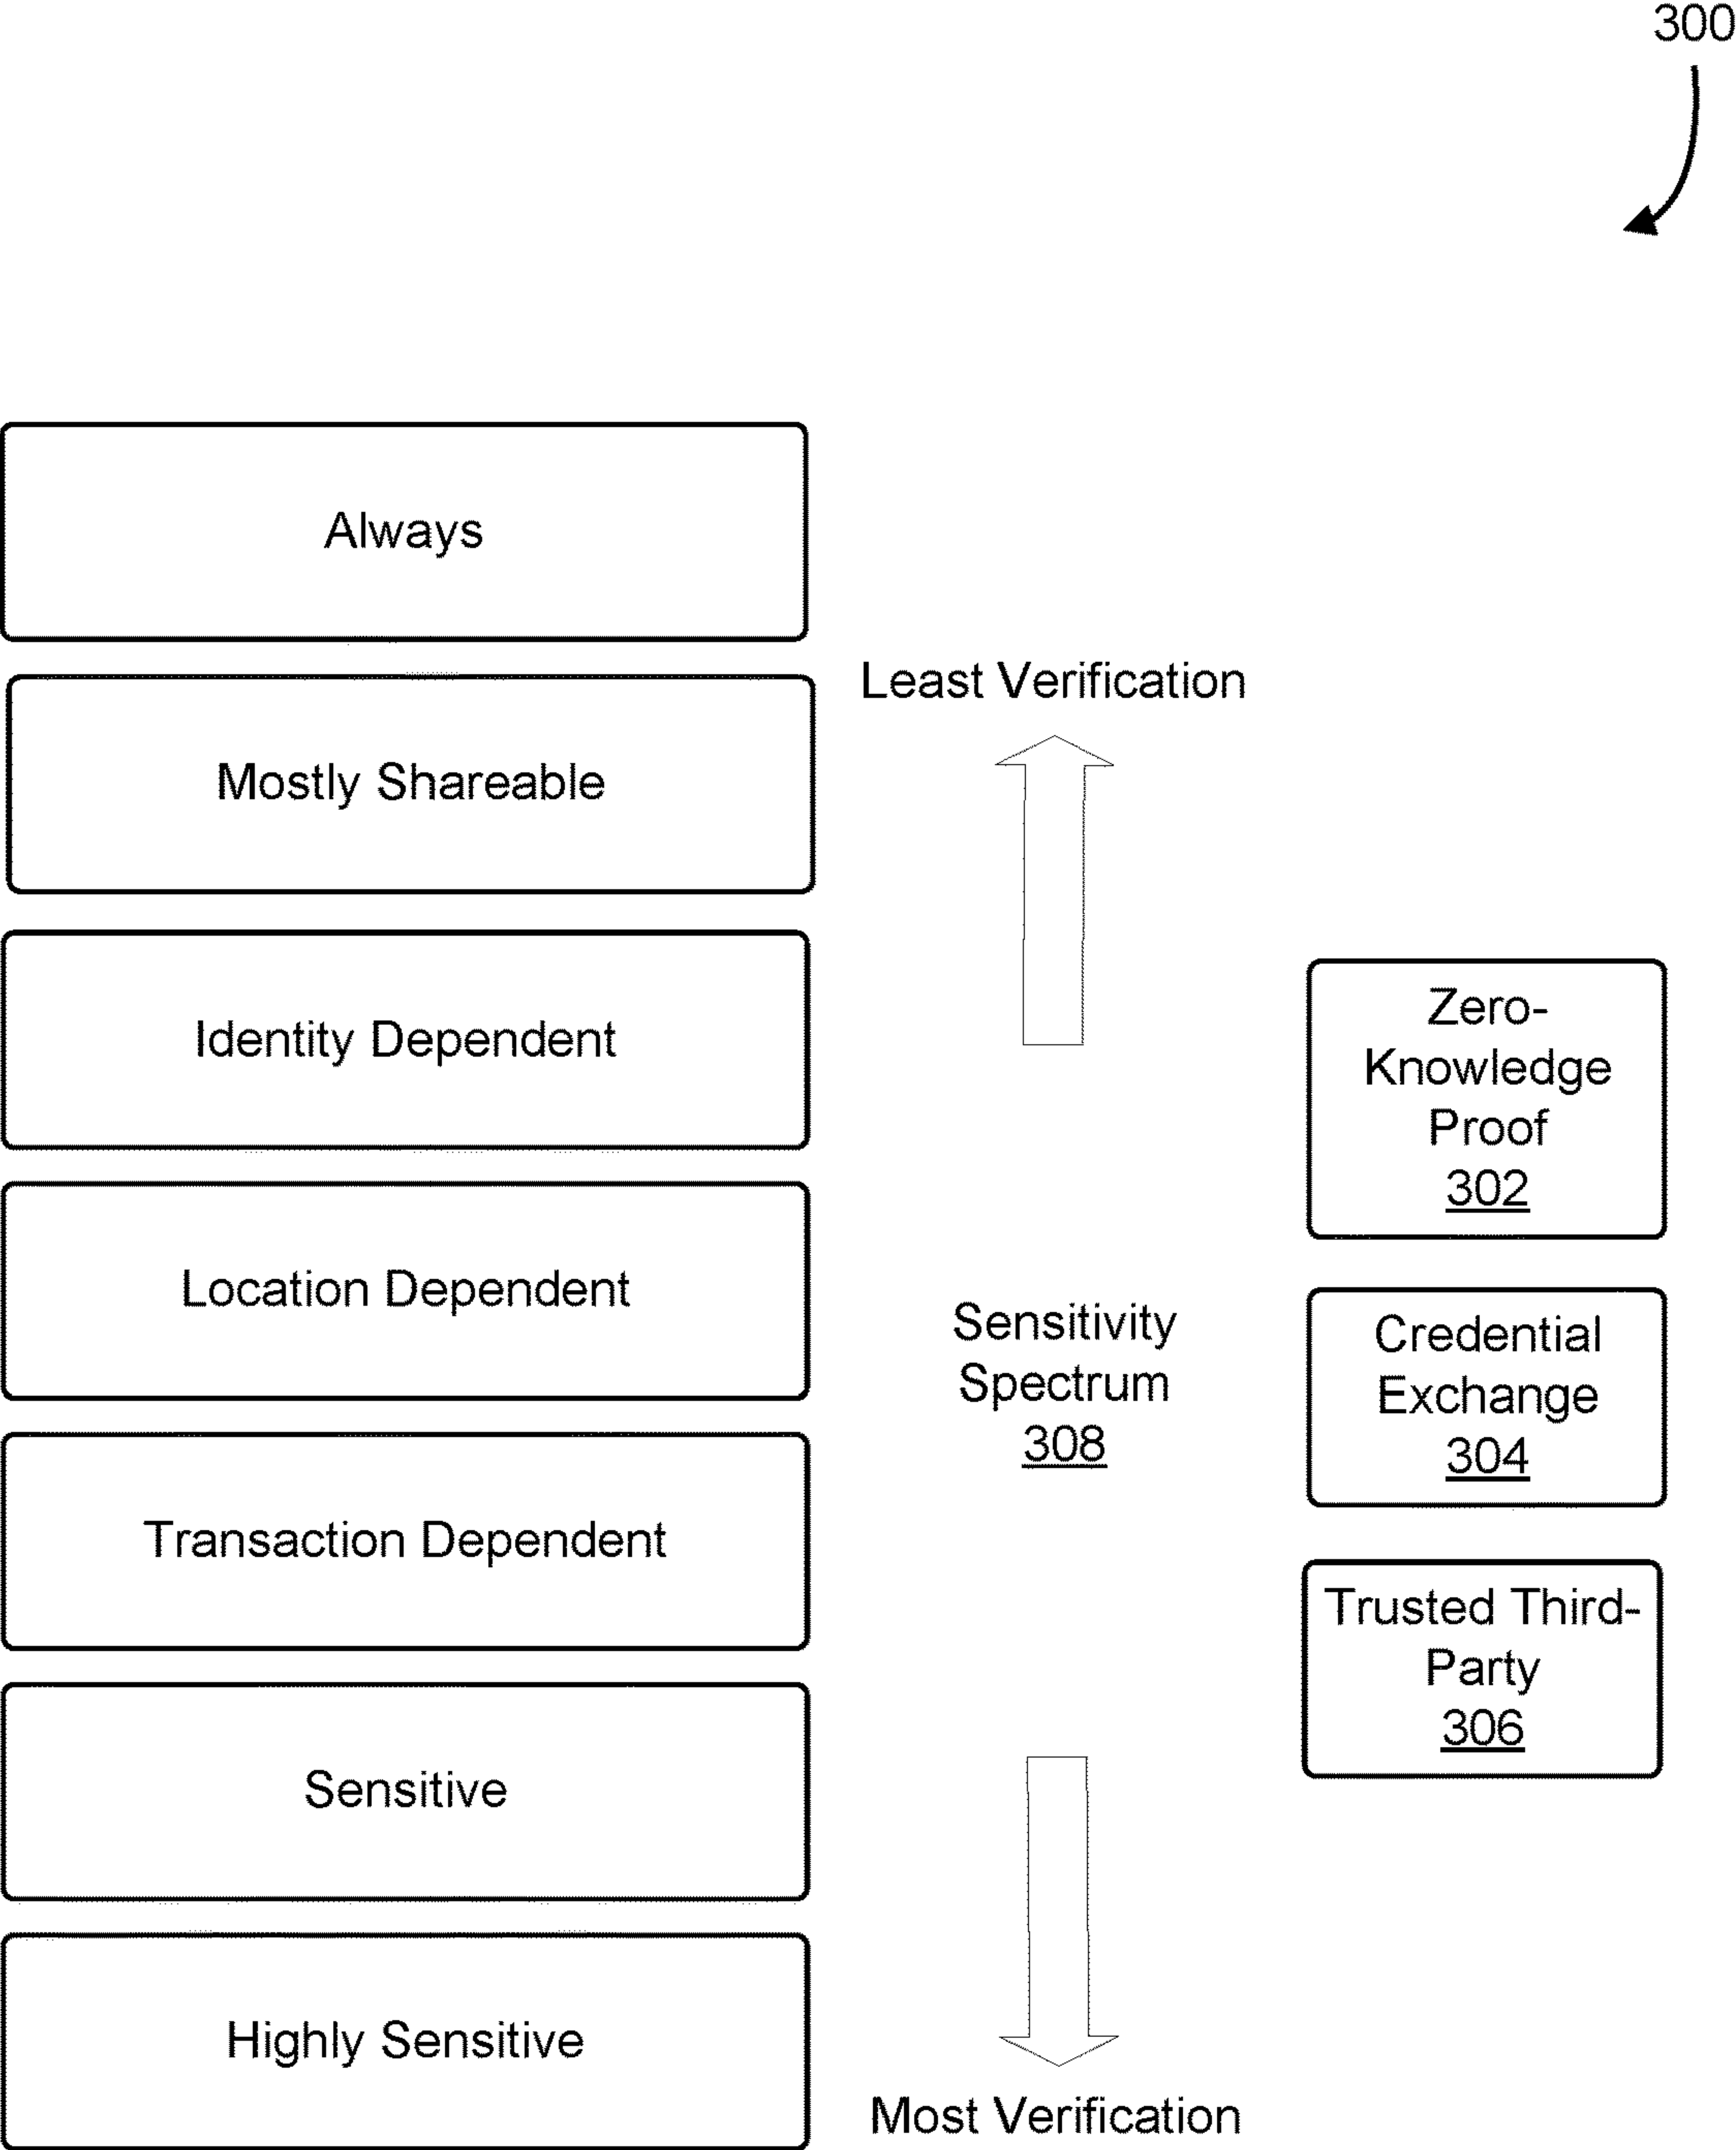 300
Always
Mostly Shareable
Identity Dependent
Location Dependent
Transaction Dependent
Sensitive
Highly Sensitive
Least Verification
Sensitivity
Spectrum
308
Most Verification
Zero-
Knowledge
Proof
302
Credential
Exchange
304
Trusted Third-
Party
306